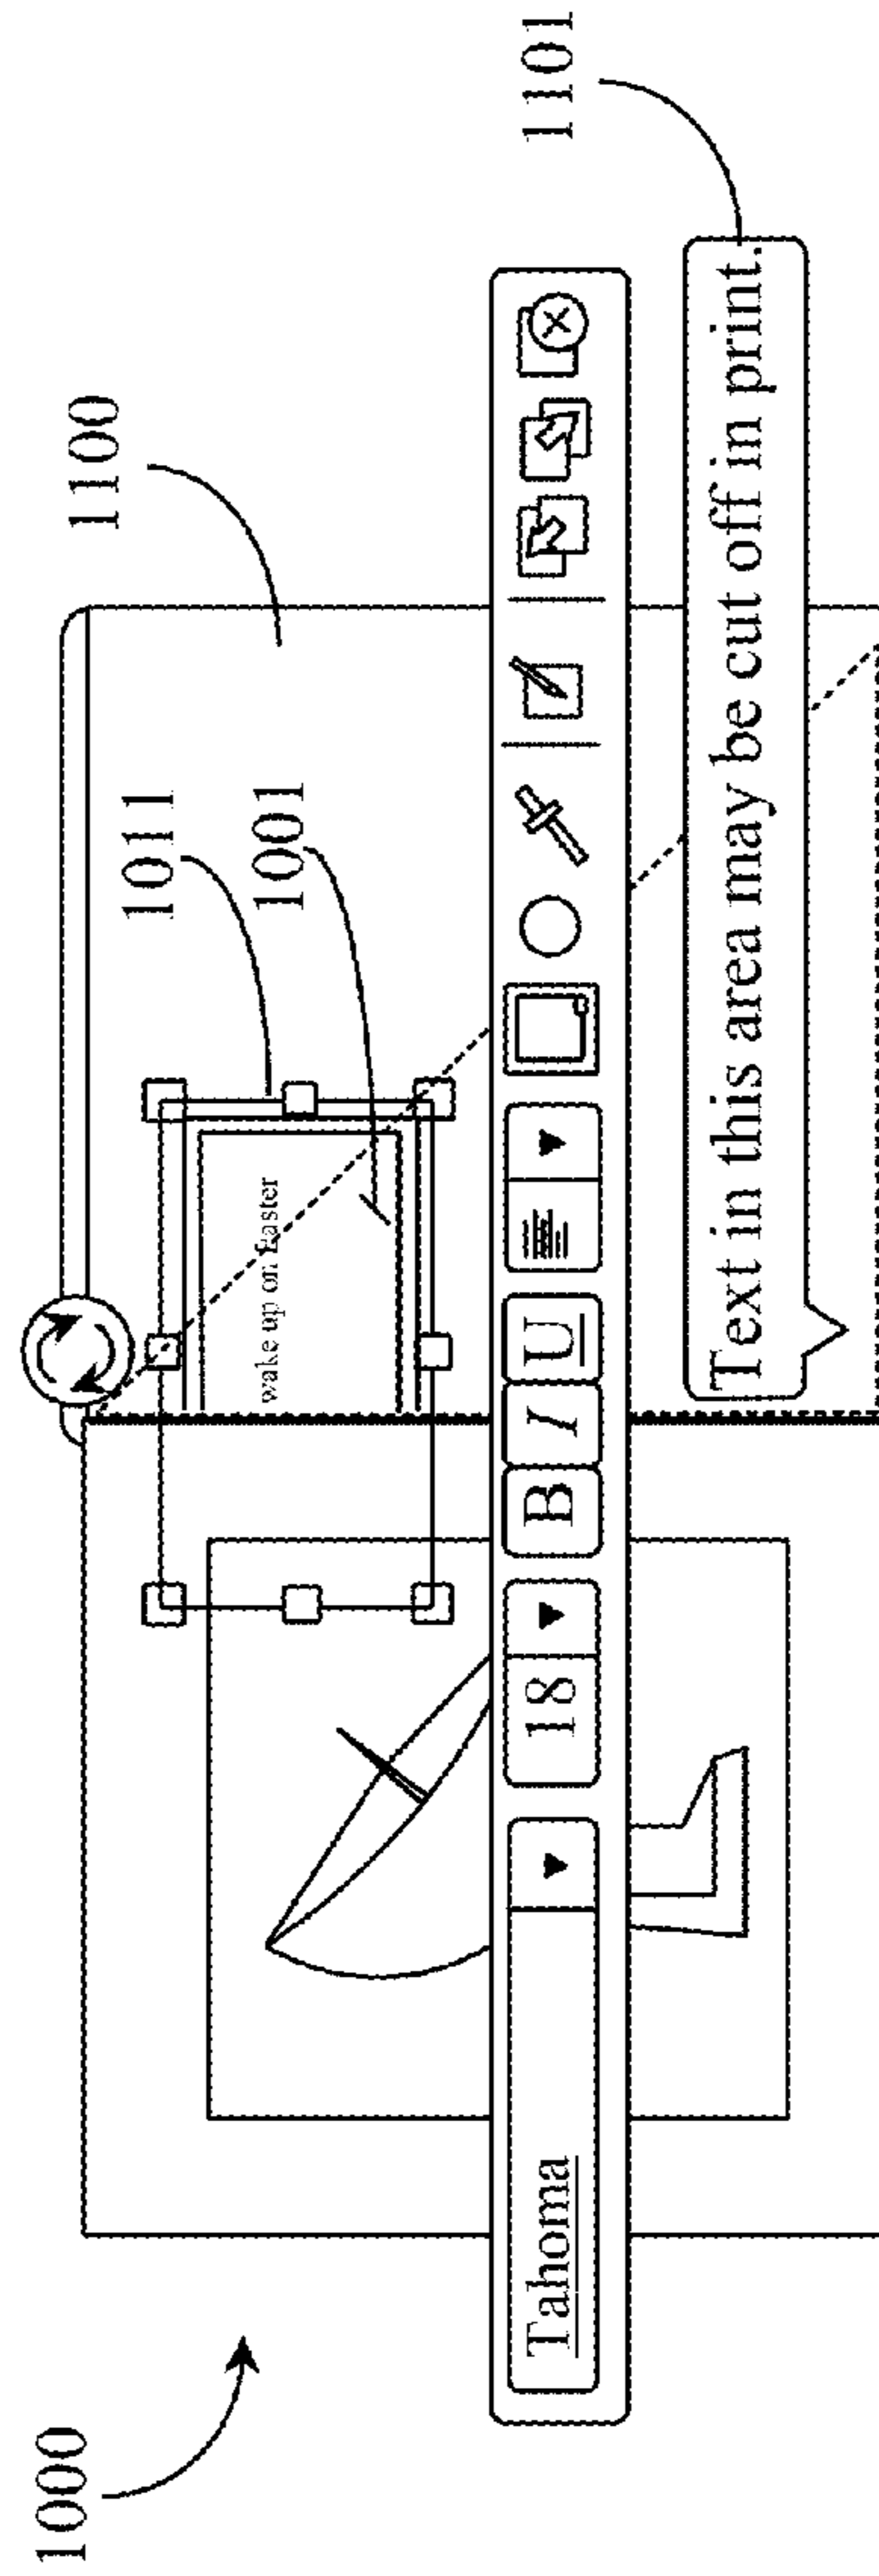 1000
1100
1101
1011
1001
wake up on Easter
Tahoma
18
B I U
Text in this area may be cut off in print.